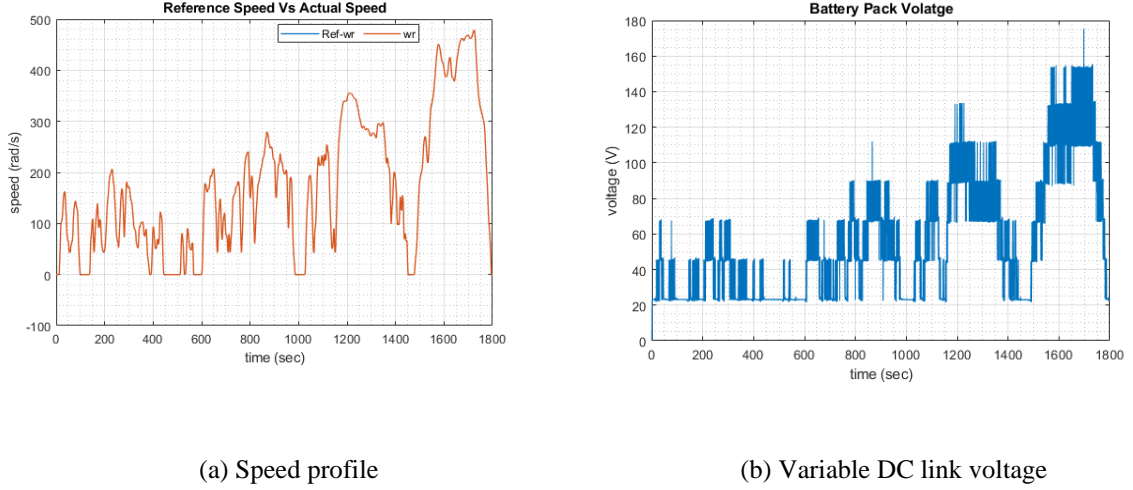 Reference Speed Vs Actual Speed
Ref-wr wr
500
400
300
200
100
0
-100
speed (rad/s)
0 200 400 600 800 1000 1200 1400 1600 1800
time (sec)
(a) Speed profile
Battery Pack Volatge
180
160
140
120
100
80
60
40
20
0
voltage (V)
0 200 400 600 800 1000 1200 1400 1600 1800
time (sec)
(b) Variable DC link voltage